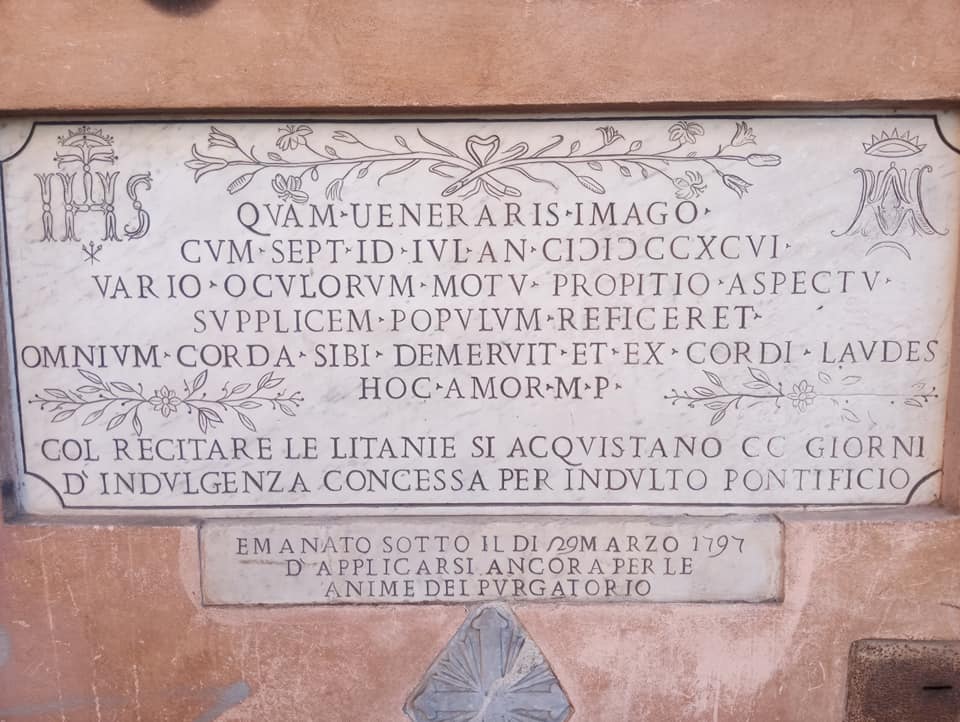 IHS
QVAM·UENERARIS·IMAGO·
CVM·SEPT·ID·IVL·AN·CIƆIƆCCXCVI·
VARIO·OCVLORVM·MOTV·PROPITIO·ASPECTV·
SVPPLICEM·POPVLVM·REFICERET·
OMNIVM·CORDA·SIBI·DEMERVIT·ET·EX·CORDI·LAVDES
HOC·AMOR·M·P·
COL RECITARE LE LITANIE SI ACQVISTANO CC GIORNI
D'INDVLGENZA CONCESSA PER INDVLTO PONTIFICIO
EMANATO SOTTO IL DI 29 MARZO 1797
D'APPLICARSI ANCORA PER LE
ANIME DEL PVRGATORIO